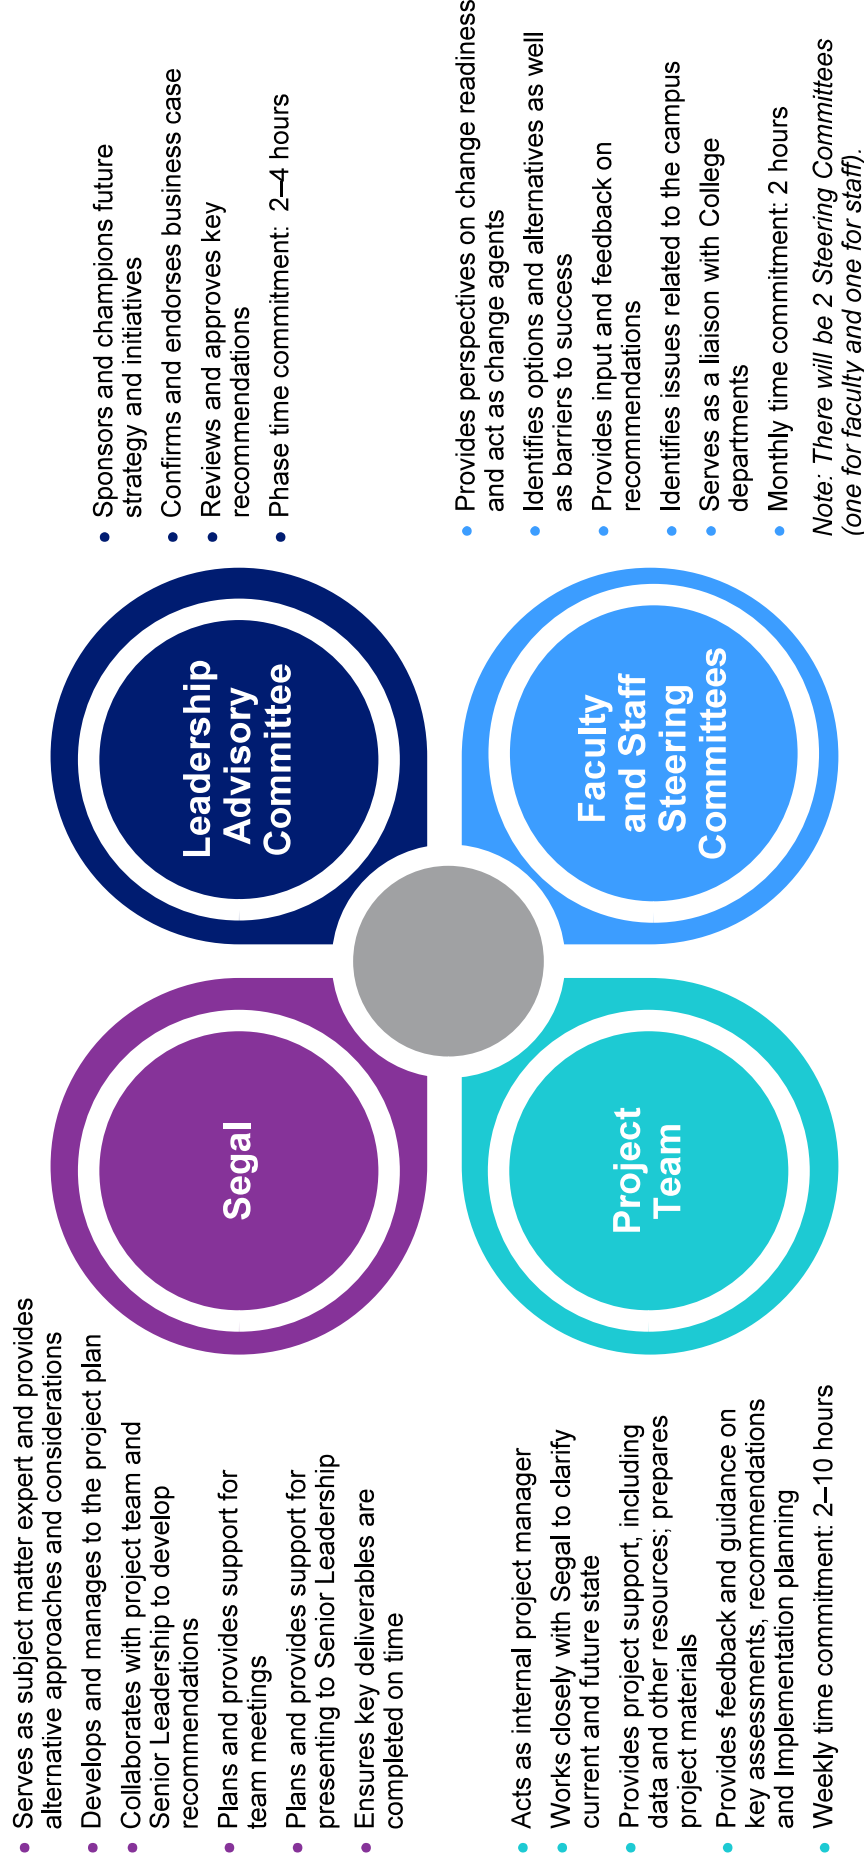 Serves as subject matter expert and provides
alternative approaches and considerations
Develops and manages to the project plan
Collaborates with project team and
Senior Leadership to develop
recommendations
Plans and provides support for
team meetings
Plans and provides support for
presenting to Senior Leadership
Ensures key deliverables are
completed on time
Segal
Leadership
Advisory
Committee
Sponsors and champions future
strategy and initiatives
Confirms and endorses business case
Reviews and approves key
recommendations
Phase time commitment: 2–4 hours
Acts as internal project manager
Works closely with Segal to clarify
current and future state
Provides project support, including
data and other resources; prepares
project materials
Provides feedback and guidance on
key assessments, recommendations
and Implementation planning
Weekly time commitment: 2–10 hours
Project
Team
Faculty
and Staff
Steering
Committees
Provides perspectives on change readiness
and act as change agents
Identifies options and alternatives as well
as barriers to success
Provides input and feedback on
recommendations
Identifies issues related to the campus
Serves as a liaison with College
departments
Monthly time commitment: 2 hours
Note: There will be 2 Steering Committees
(one for faculty and one for staff).